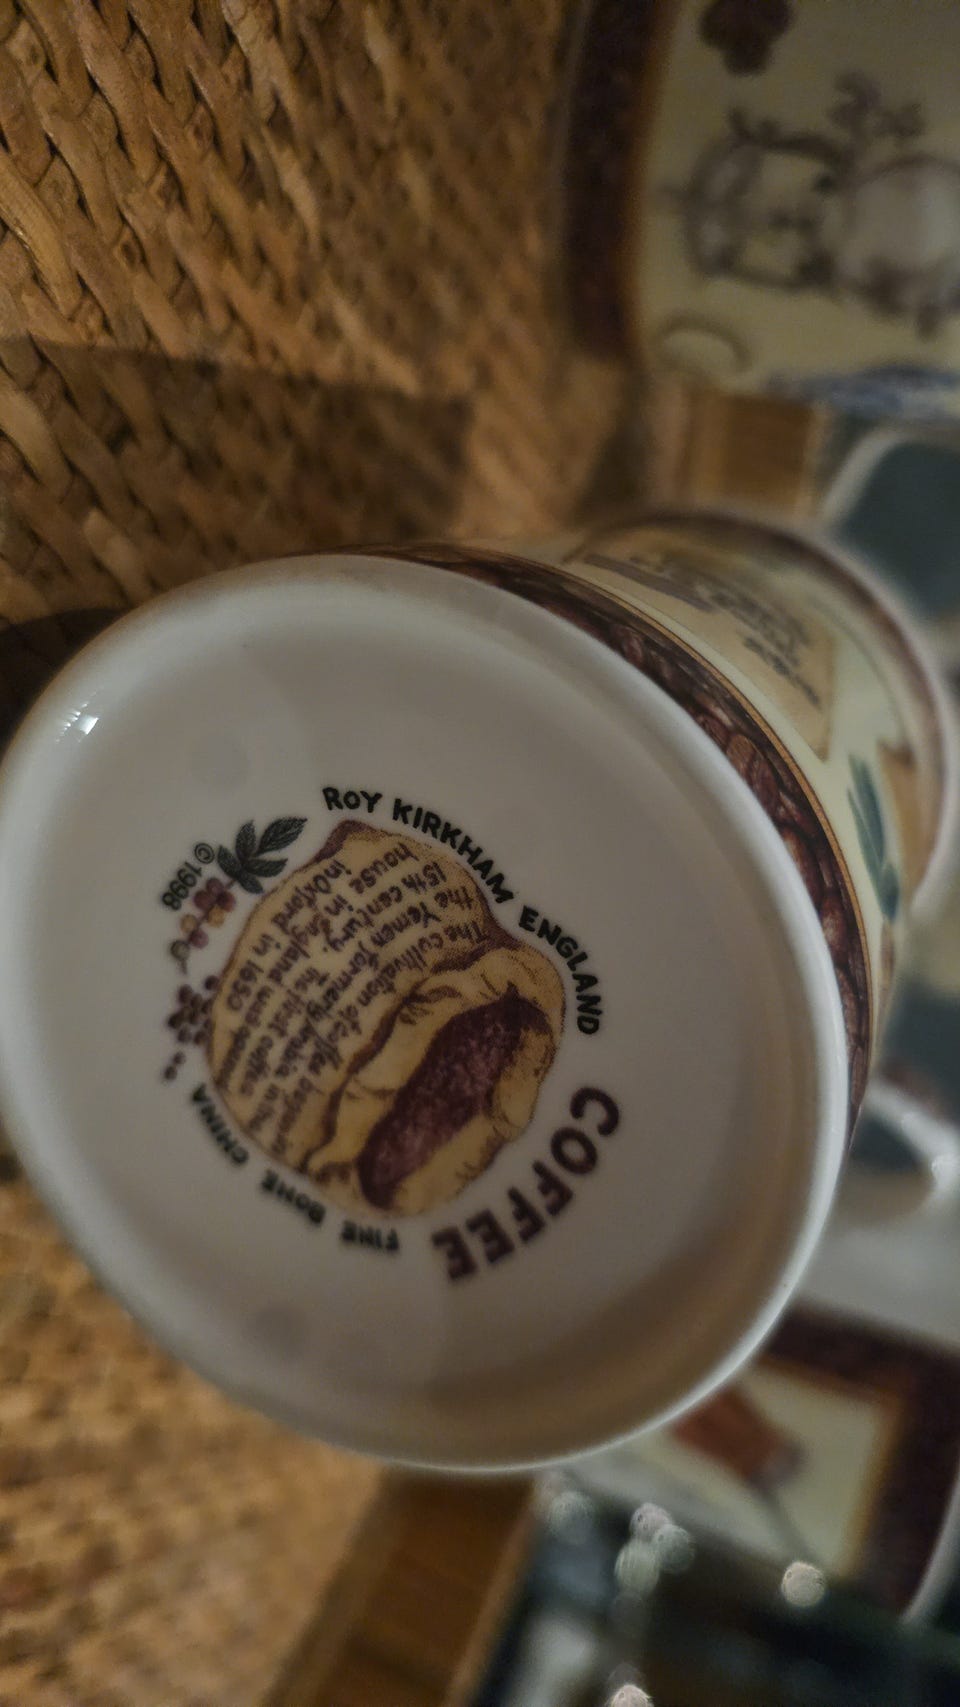 COFFEE
The cultivation of coffee began in
the Yemen formerly Arabia in the
15th century. The first coffee
house in England was opened
in Oxford in 1650
ROY KIRKHAM ENGLAND
FINE BONE CHINA
© 1998